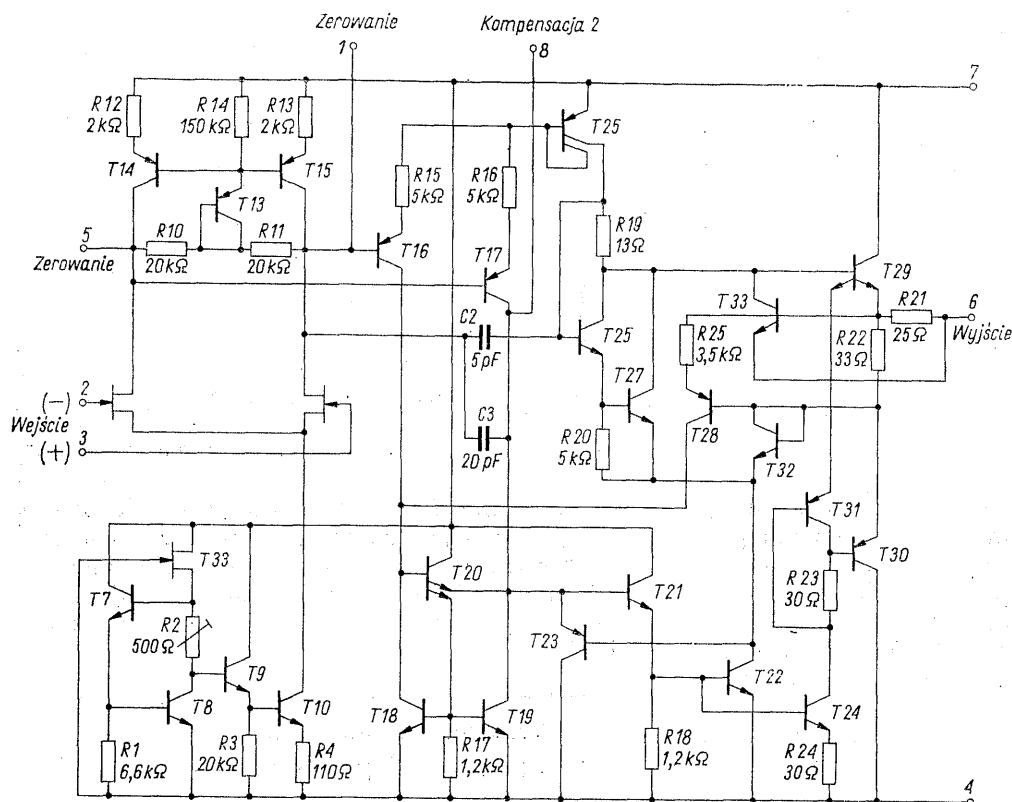 Zerowanie
1
Kompensacja 2
8
7
R12
2kΩ
R14
150 kΩ
R13
2kΩ
T25
T14
T15
R15
5kΩ
R16
5kΩ
T13
R19
13Ω
5
Zerowanie
R10
20kΩ
R11
20kΩ
T16
T17
T29
T33
R21
25Ω
6
Wyjście
C2
5pF
T25
R25
3,5kΩ
R22
33Ω
2
(−)
Wejście
3
(+)
T27
T28
C3
20 pF
R20
5kΩ
T32
T31
T33
T20
T21
T30
T7
R2
500Ω
T23
R23
30Ω
T9
T8
T10
T18
T19
T22
T24
R1
6,6kΩ
R3
20kΩ
R4
110Ω
R17
1,2kΩ
R18
1,2kΩ
R24
30Ω
4